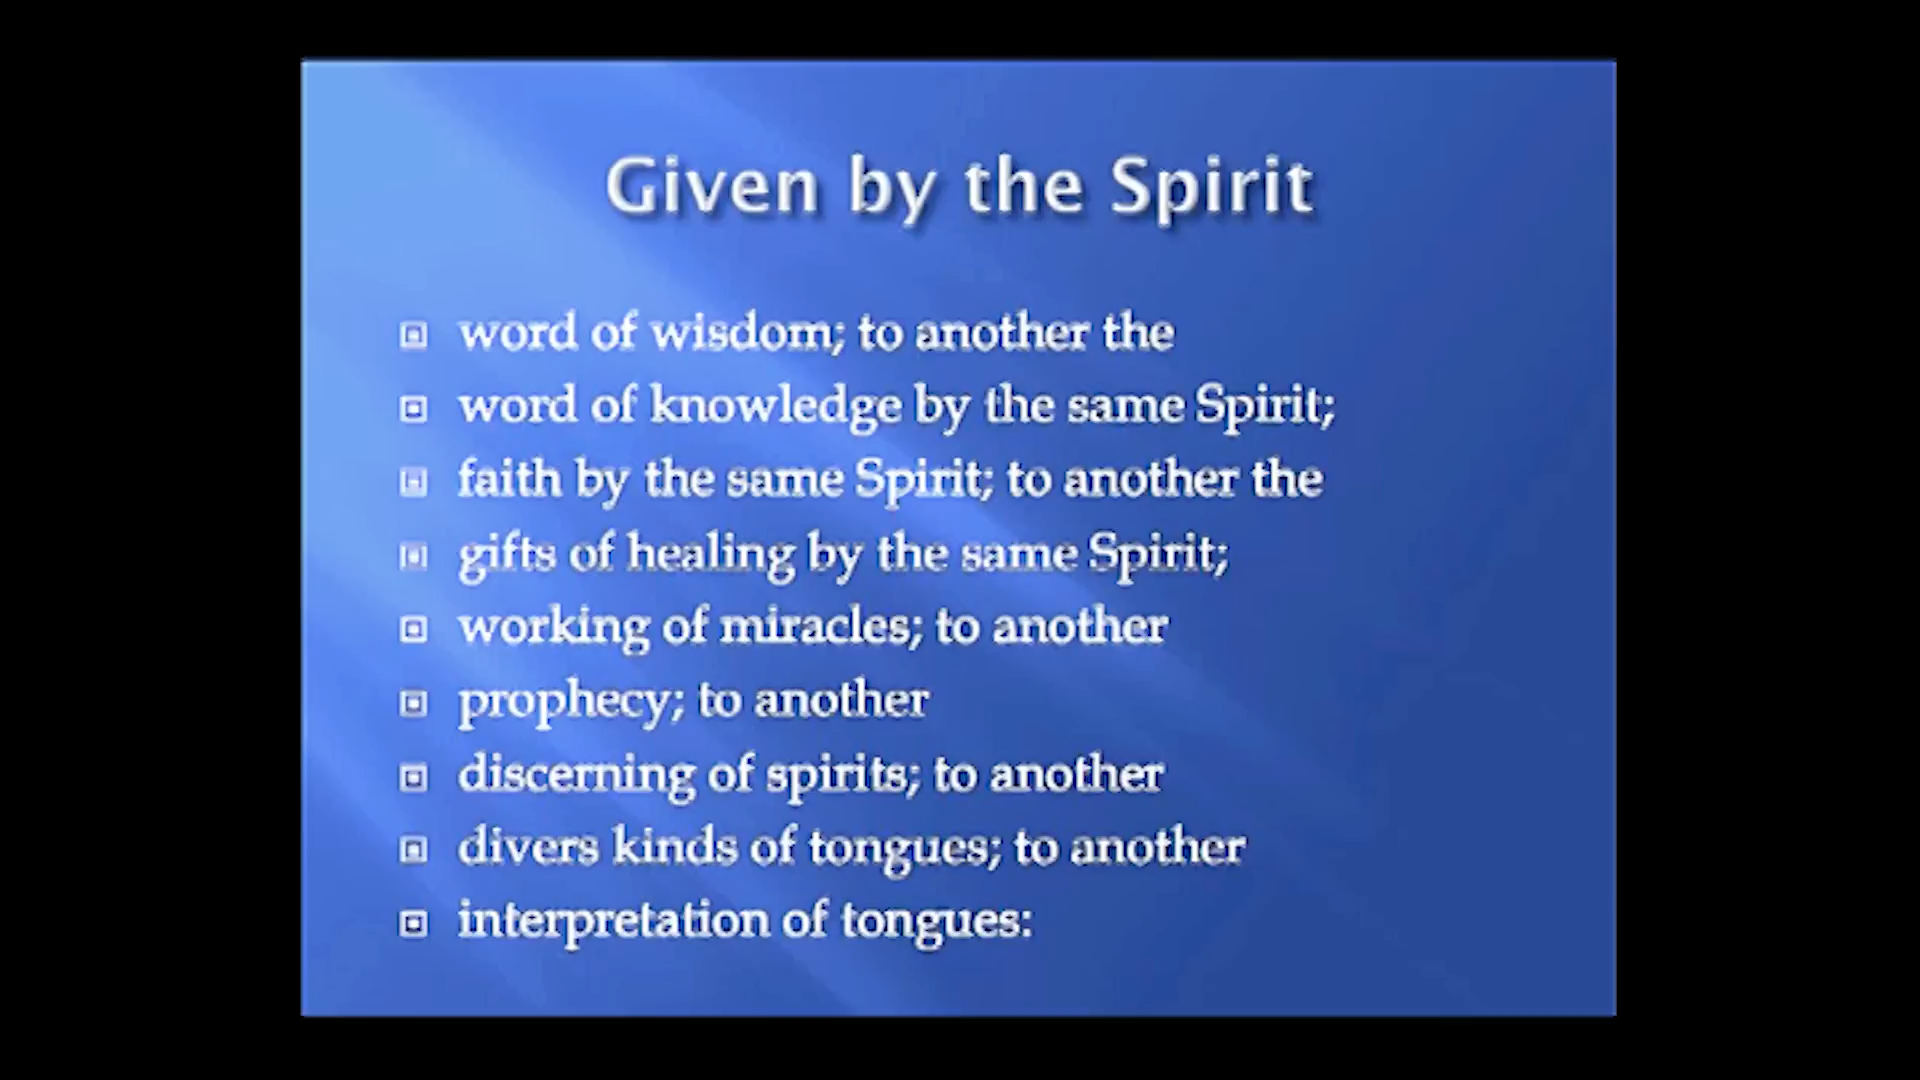 Given by the Spirit
word of wisdom; to another the
word of knowledge by the same Spirit;
faith by the same Spirit; to another the
gifts of healing by the same Spirit;
working of miracles; to another
prophecy; to another
discerning of spirits; to another
divers kinds of tongues; to another
interpretation of tongues: